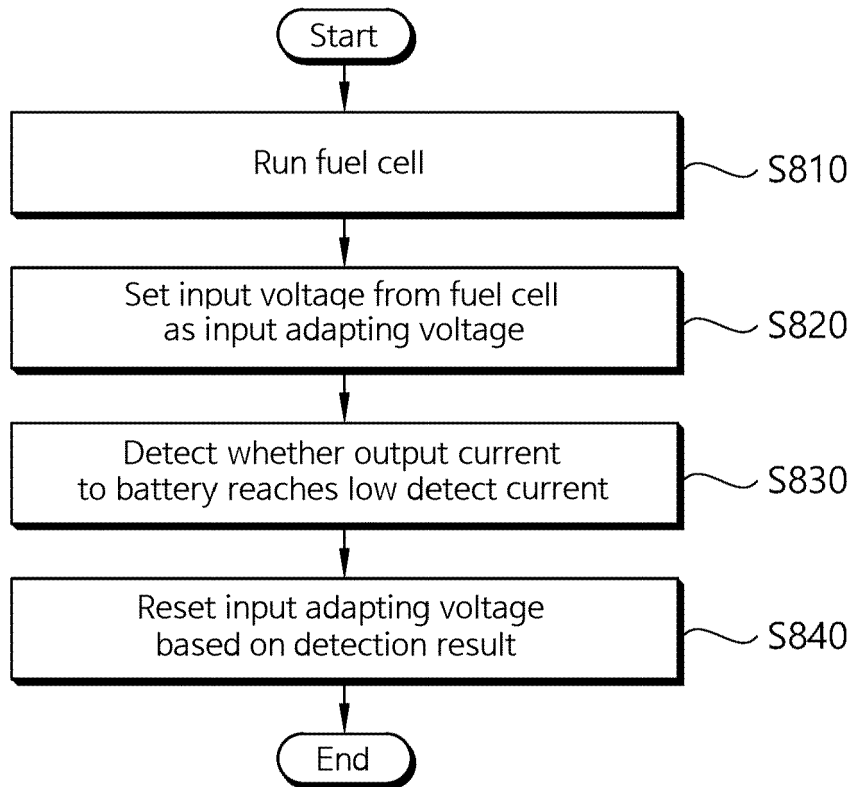 Start
Run fuel cell
S810
Set input voltage from fuel cell
as input adapting voltage
S820
Detect whether output current
to battery reaches low detect current
S830
Reset input adapting voltage
based on detection result
S840
End